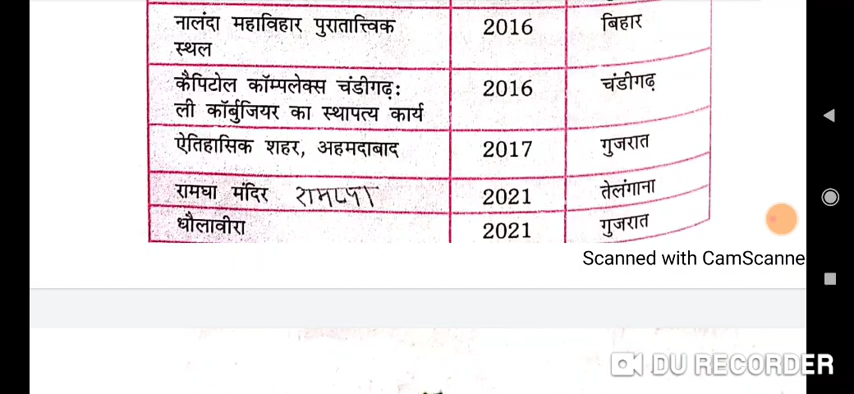 नालंदा महाविहार पुरातात्त्विक 2016 बिहार
स्थल
कैपिटोल कॉम्पलेक्स चंडीगढ़: 2016 चंडीगढ़
ली कॉर्बुजियर का स्थापत्य कार्य
ऐतिहासिक शहर, अहमदाबाद 2017 गुजरात
रामघा मंदिर रामप्पा 2021 तेलंगाना
धौलावीरा 2021 गुजरात
Scanned with CamScanne
DU RECORDER